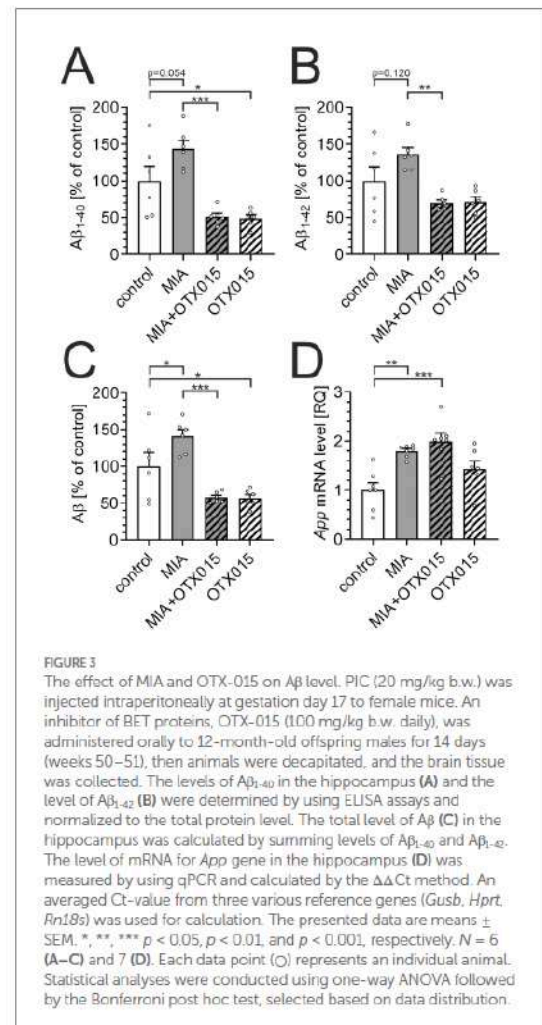 A
B
p=0.054
*
***
p=0.120
**
Aβ1-40 [% of control]
200
150
100
50
0
control
MIA
MIA+OTX015
OTX015
Aβ1-42 [% of control]
200
150
100
50
0
control
MIA
MIA+OTX015
OTX015
C
D
*
*
***
**
***
Aβ [% of control]
200
150
100
50
0
control
MIA
MIA+OTX015
OTX015
App mRNA level [RQ]
3
2
1
0
control
MIA
MIA+OTX015
OTX015
FIGURE 3
The effect of MIA and OTX-015 on Aβ level. PIC (20 mg/kg b.w.) was
injected intraperitoneally at gestation day 17 to female mice. An
inhibitor of BET proteins, OTX-015 (100 mg/kg b.w. daily), was
administered orally to 12-month-old offspring males for 14 days
(weeks 50–51), then animals were decapitated, and the brain tissue
was collected. The levels of Aβ1-40 in the hippocampus (A) and the
level of Aβ1-42 (B) were determined by using ELISA assays and
normalized to the total protein level. The total level of Aβ (C) in the
hippocampus was calculated by summing levels of Aβ1-40 and Aβ1-42.
The level of mRNA for App gene in the hippocampus (D) was
measured by using qPCR and calculated by the ΔΔCt method. An
averaged Ct-value from three various reference genes (Gusb, Hprt,
Rn18s) was used for calculation. The presented data are means ±
SEM. *, **, *** p < 0.05, p < 0.01, and p < 0.001, respectively. N = 6
(A–C) and 7 (D). Each data point (○) represents an individual animal.
Statistical analyses were conducted using one-way ANOVA followed
by the Bonferroni post hoc test, selected based on data distribution.